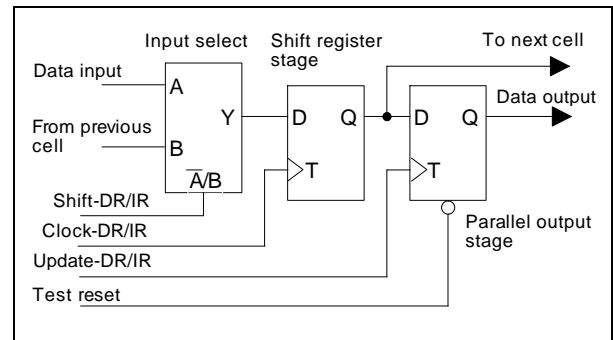 Input select
Shift register
stage
To next cell
Data input
A
Data output
Y
D
Q
D
Q
From previous
cell
B
T
T
A̅/B
Shift-DR/IR
Clock-DR/IR
Parallel output
stage
Update-DR/IR
Test reset